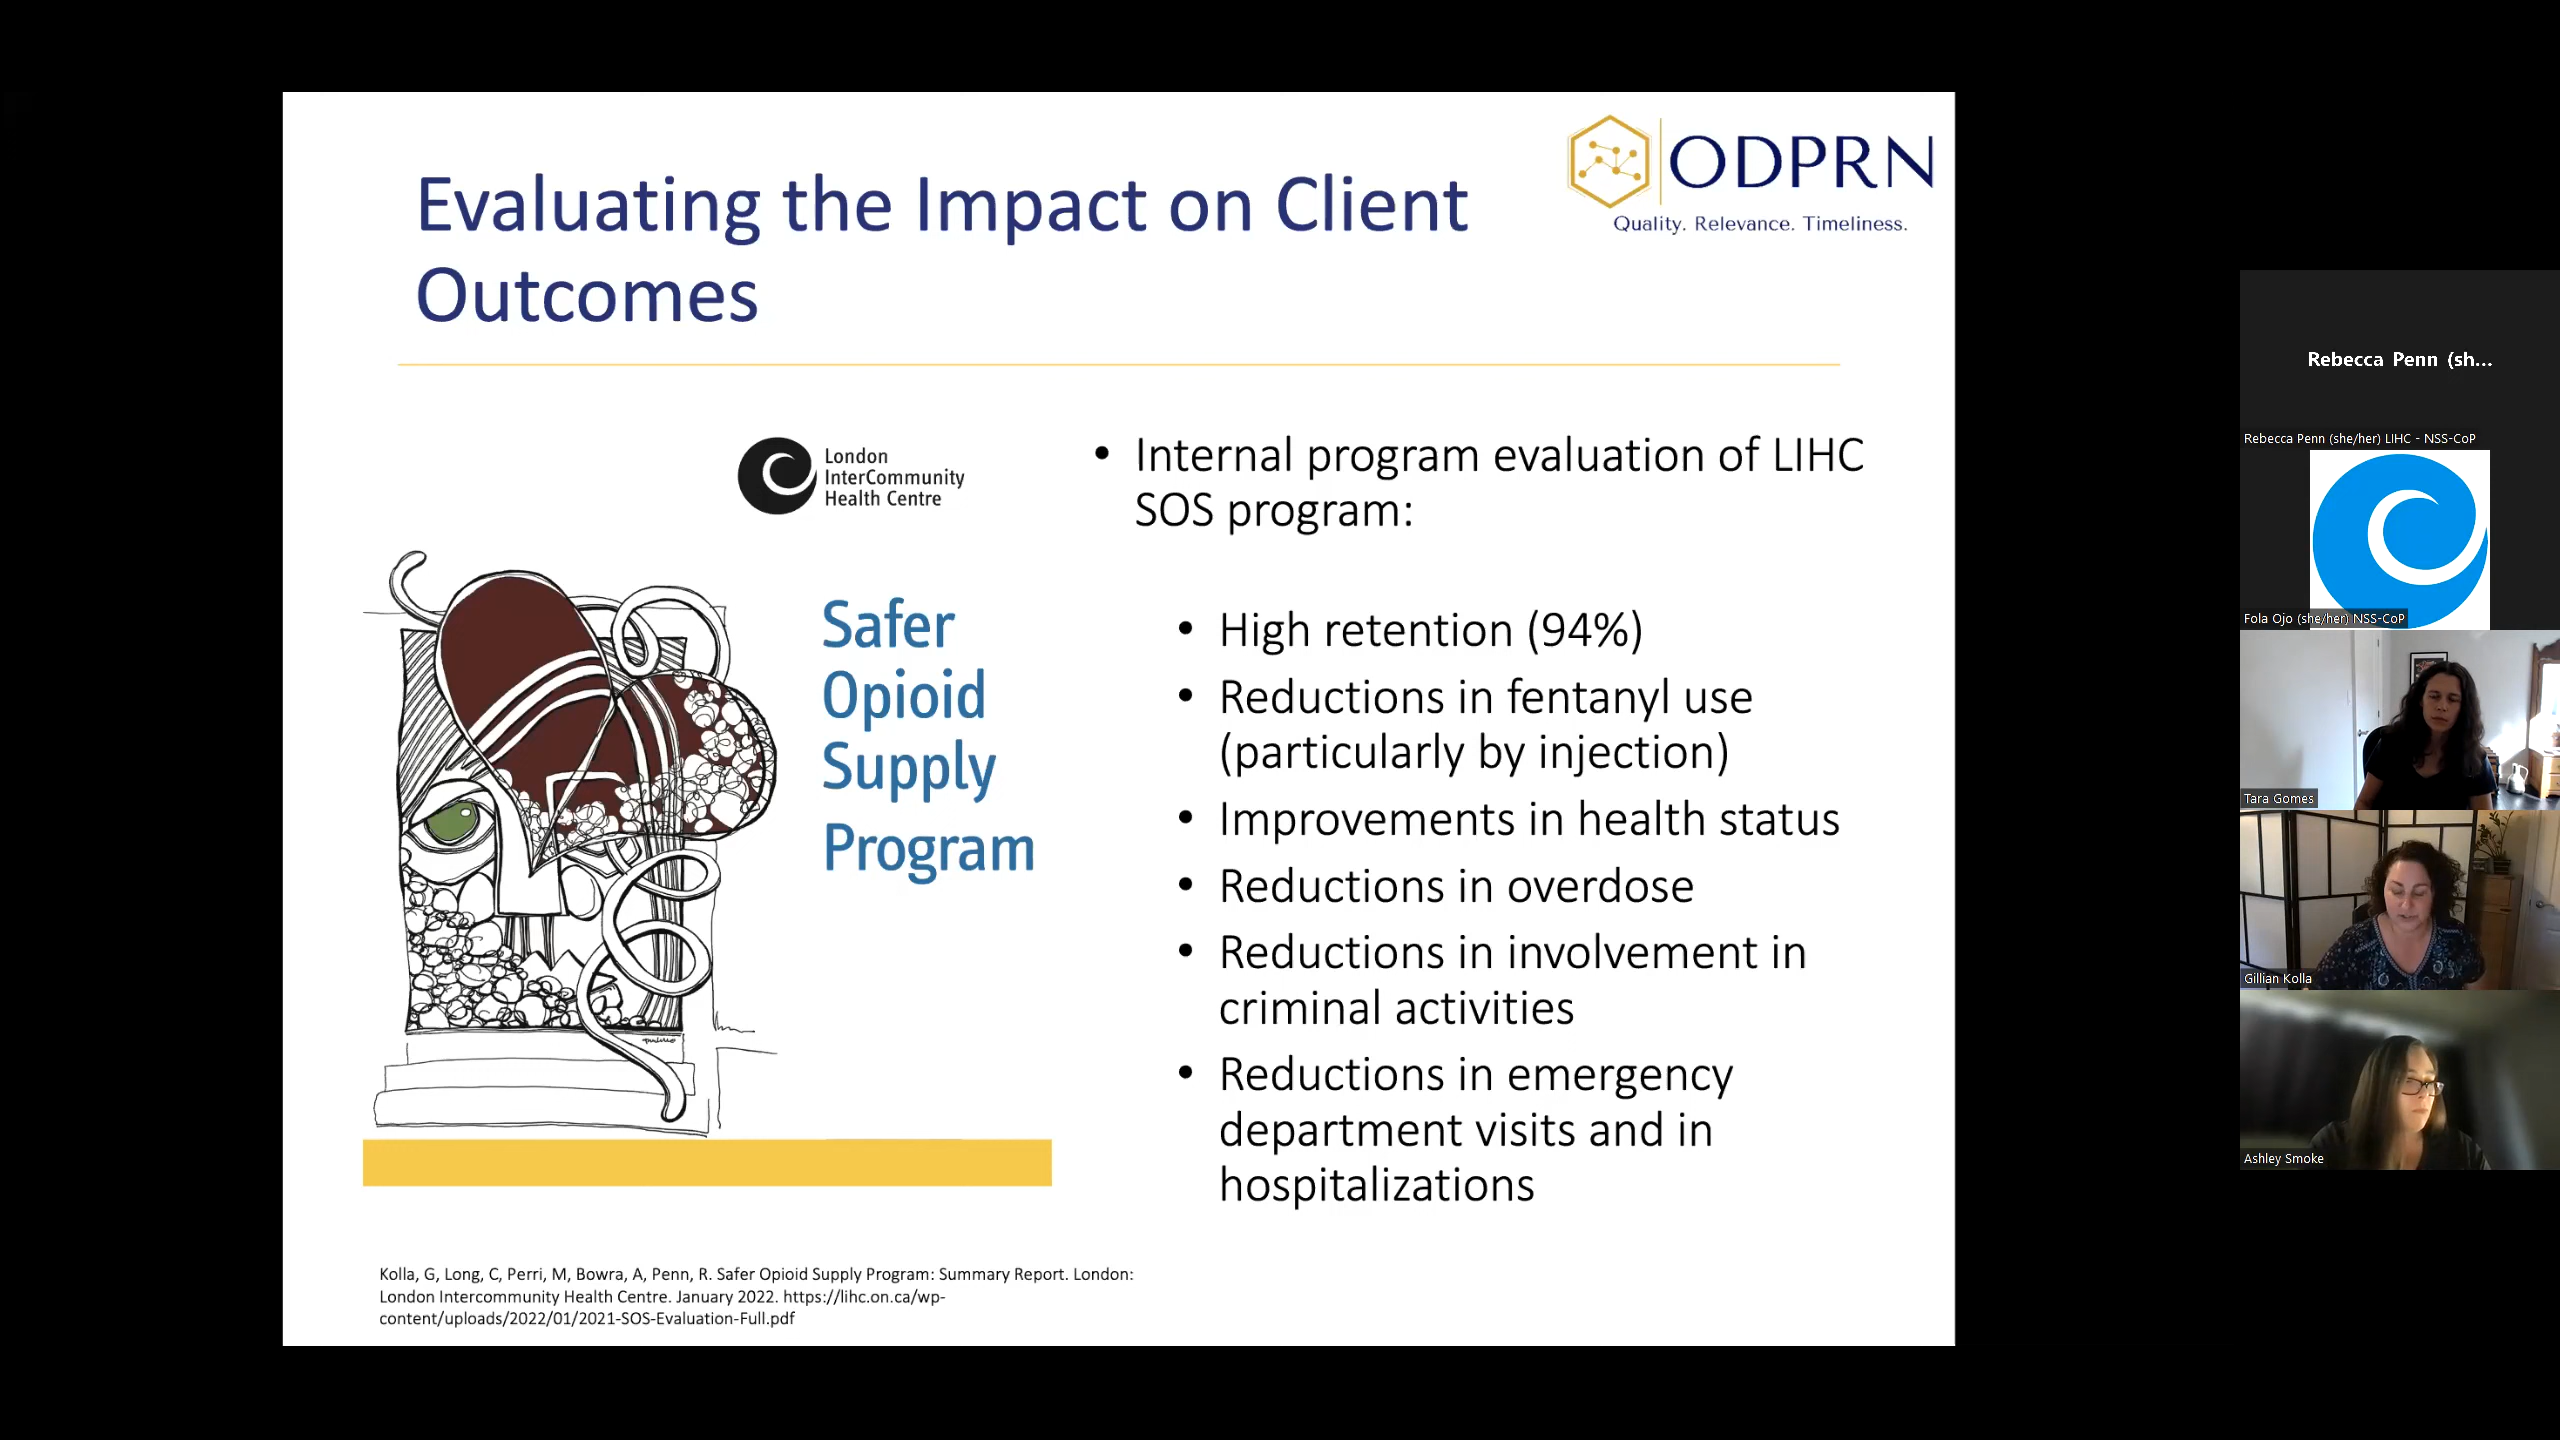 ODPRN
Quality. Relevance. Timeliness.
Evaluating the Impact on Client
Outcomes
London
InterCommunity
Health Centre
Safer
Opioid
Supply
Program
• Internal program evaluation of LIHC
SOS program:
• High retention (94%)
• Reductions in fentanyl use
(particularly by injection)
• Improvements in health status
• Reductions in overdose
• Reductions in involvement in
criminal activities
• Reductions in emergency
department visits and in
hospitalizations
Kolla, G, Long, C, Perri, M, Bowra, A, Penn, R. Safer Opioid Supply Program: Summary Report. London:
London Intercommunity Health Centre. January 2022. https://lihc.on.ca/wp-
content/uploads/2022/01/2021-SOS-Evaluation-Full.pdf
Rebecca Penn (sh...
Rebecca Penn (she/her) LIHC - NSS-CoP
Fola Ojo (she/her) NSS-CoP
Tara Gomes
Gillian Kolla
Ashley Smoke